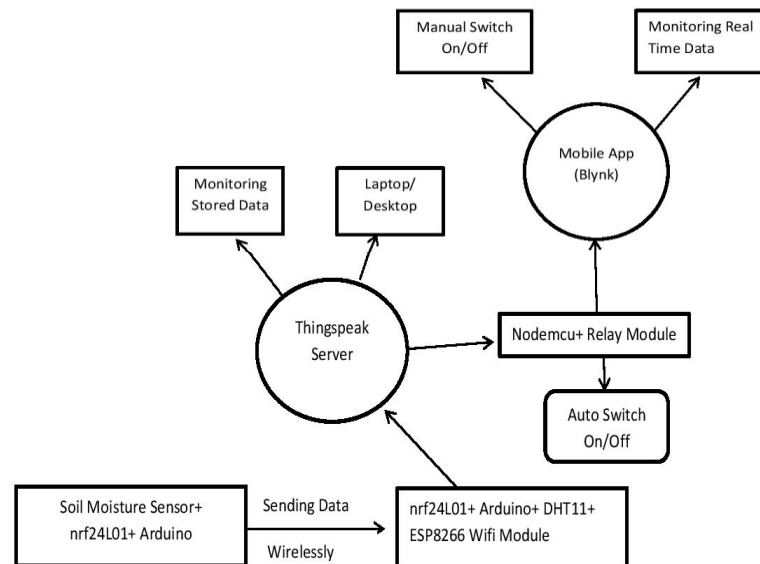 Manual Switch
On/Off
Monitoring Real
Time Data
Mobile App
(Blynk)
Monitoring
Stored Data
Laptop/
Desktop
Thingspeak
Server
Nodemcu+ Relay Module
Auto Switch
On/Off
Soil Moisture Sensor+
nrf24L01+ Arduino
Sending Data
Wirelessly
nrf24L01+ Arduino+ DHT11+
ESP8266 Wifi Module